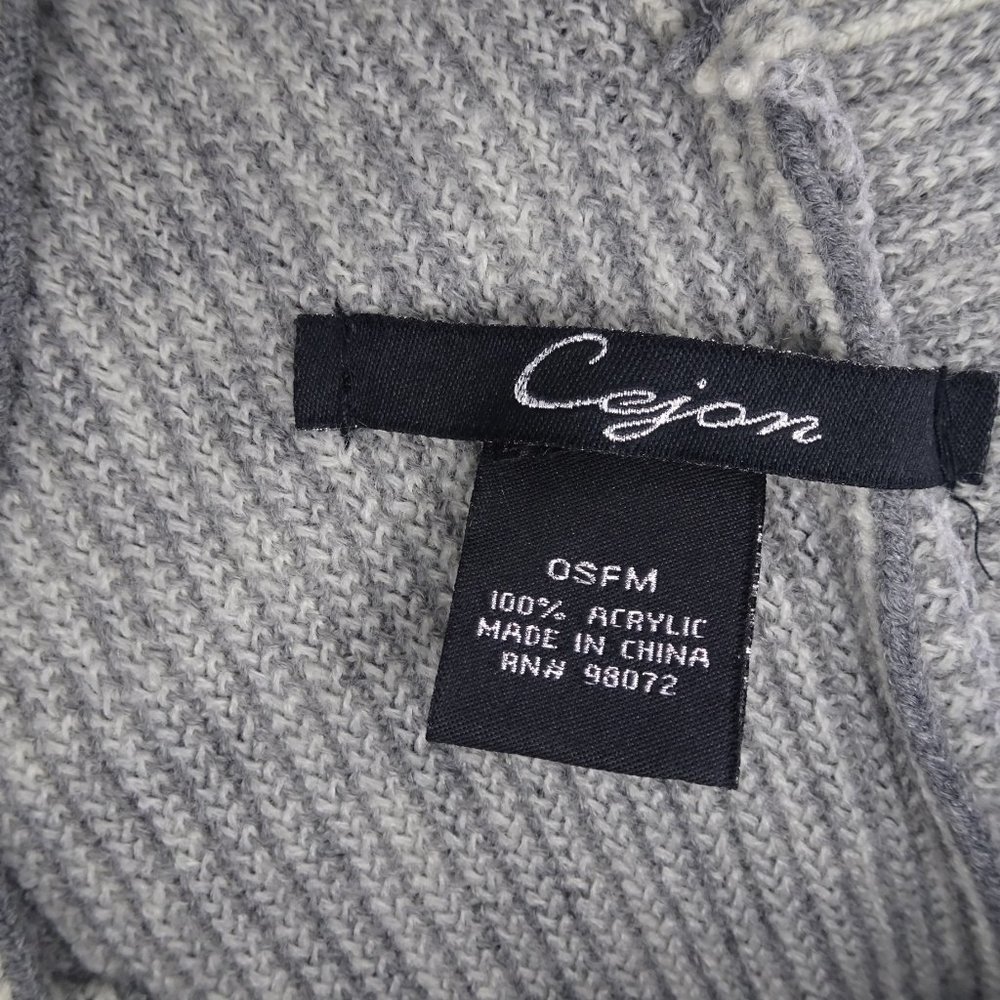 Cejon
OSFM
100% ACRYLIC
MADE IN CHINA
RN# 98072